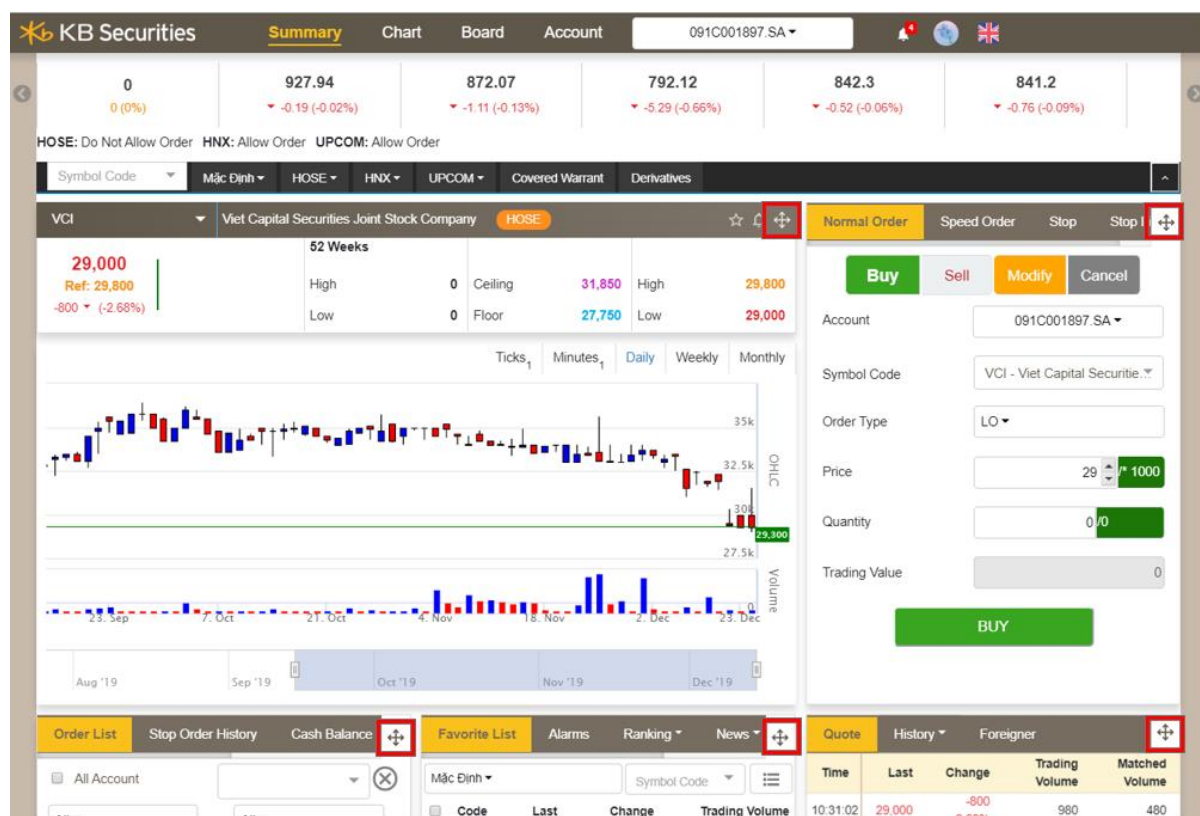 KB Securities Summary Chart Board Account 091C001897.SA 4
0 927.94 872.07 792.12 842.3 841.2
0 (0%) -0.19 (-0.02%) -1.11 (-0.13%) -5.29 (-0.66%) -0.52 (-0.06%) -0.76 (-0.09%)
HOSE: Do Not Allow Order HNX: Allow Order UPCOM: Allow Order
Symbol Code Mặc Định HOSE HNX UPCOM Covered Warrant Derivatives
VCI Viet Capital Securities Joint Stock Company HOSE
29,000
Ref: 29,800
-800 (-2.68%)
52 Weeks
High 0 Ceiling 31,850 High 29,800
Low 0 Floor 27,750 Low 29,000
Ticks1 Minutes1 Daily Weekly Monthly
35k
32.5k
30k
29,300
27.5k
OHLC
Volume
0
23. Sep 7. Oct 21. Oct 4. Nov 18. Nov 2. Dec 23. Dec
Aug '19 Sep '19 Oct '19 Nov '19 Dec '19
Normal Order Speed Order Stop Stop
Buy Sell Modify Cancel
Account 091C001897.SA
Symbol Code VCI - Viet Capital Securitie...
Order Type LO
Price 29 /* 1000
Quantity 0 /0
Trading Value 0
BUY
Order List Stop Order History Cash Balance
All Account
Favorite List Alarms Ranking News
Mặc Định Symbol Code
Code Last Change Trading Volume
Quote History Foreigner
Time Last Change Trading Volume Matched Volume
10:31:02 29,000 -800 980 480